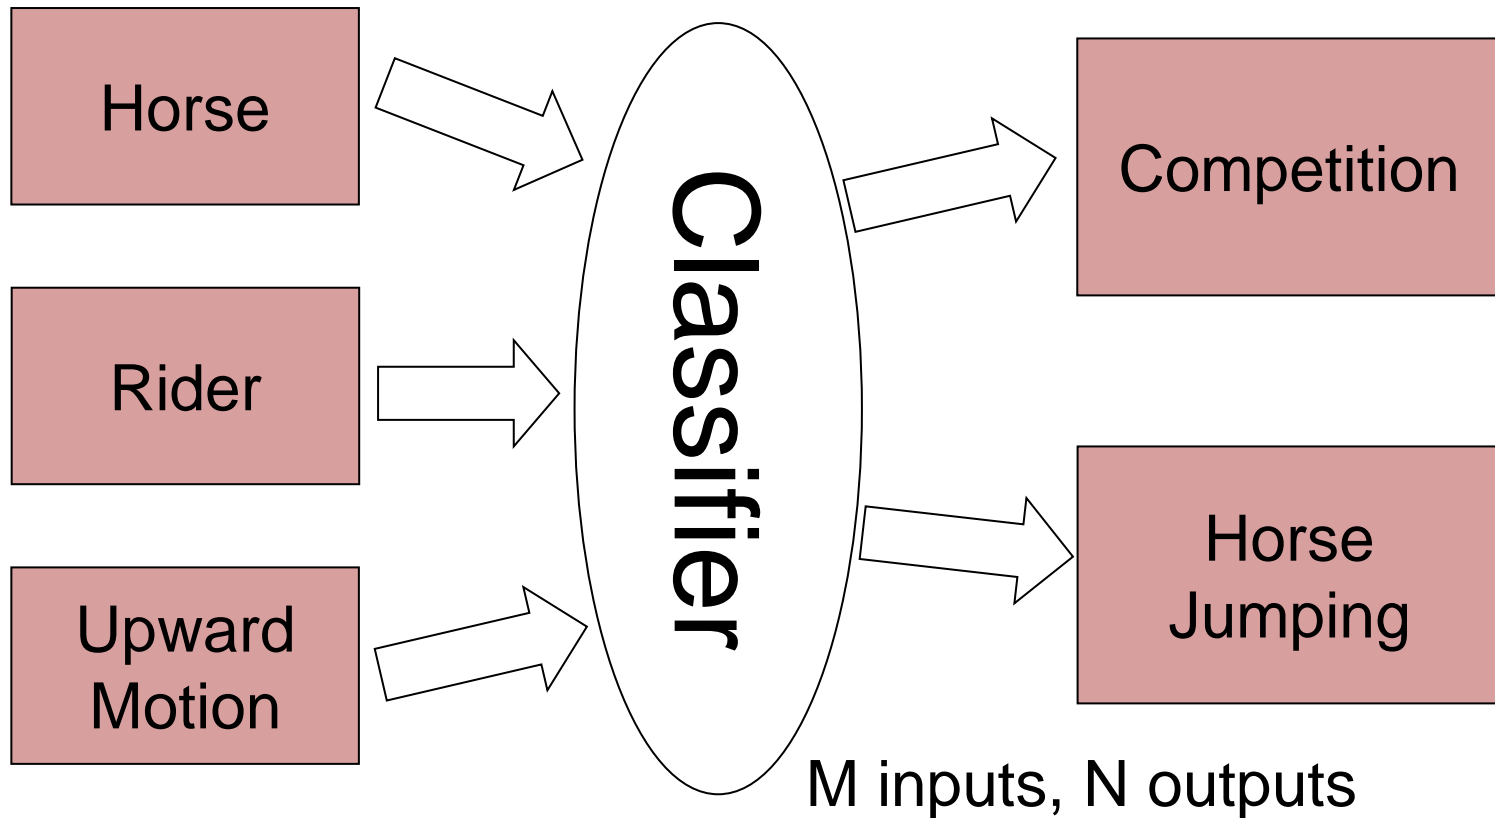 Horse
Rider
Upward
Motion
Classifier
Competition
Horse
Jumping
M inputs, N outputs